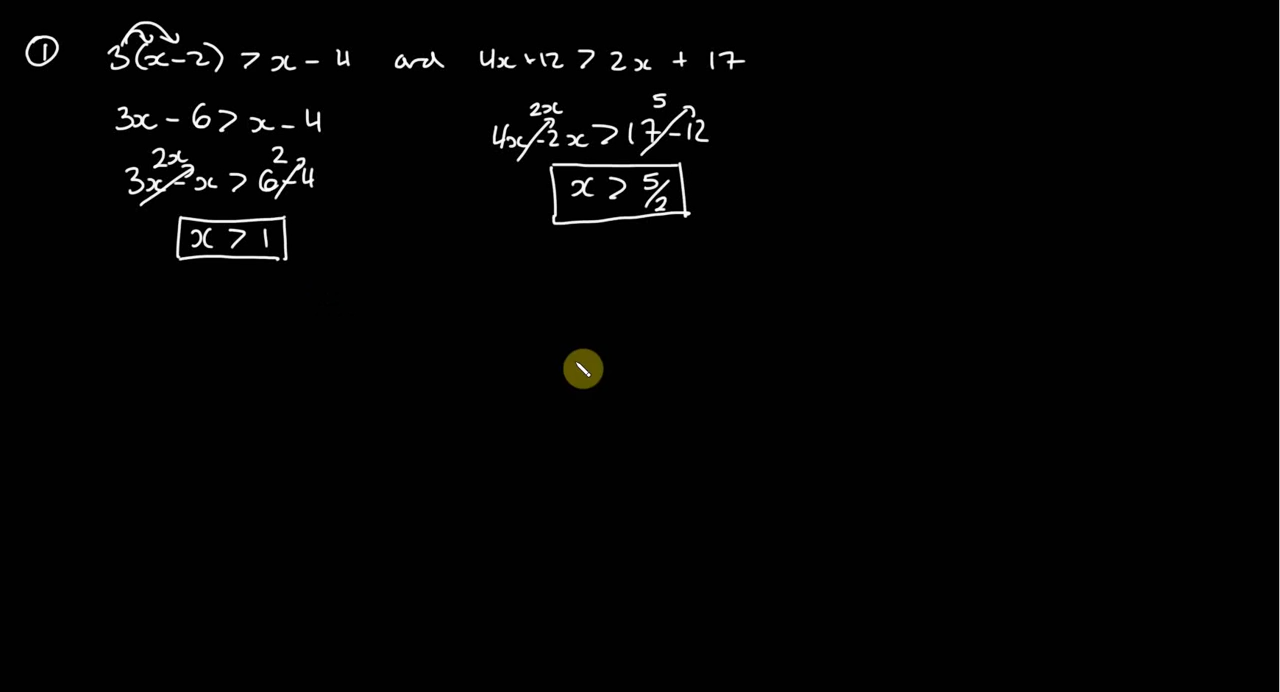 ① 3(x-2) > x - 4 and 4x+12 > 2x + 17
3x - 6 > x - 4
2x 2
3x - x > 6 - 4
x > 1
2x 5
4x - 2x > 17 - 12
x > 5/2